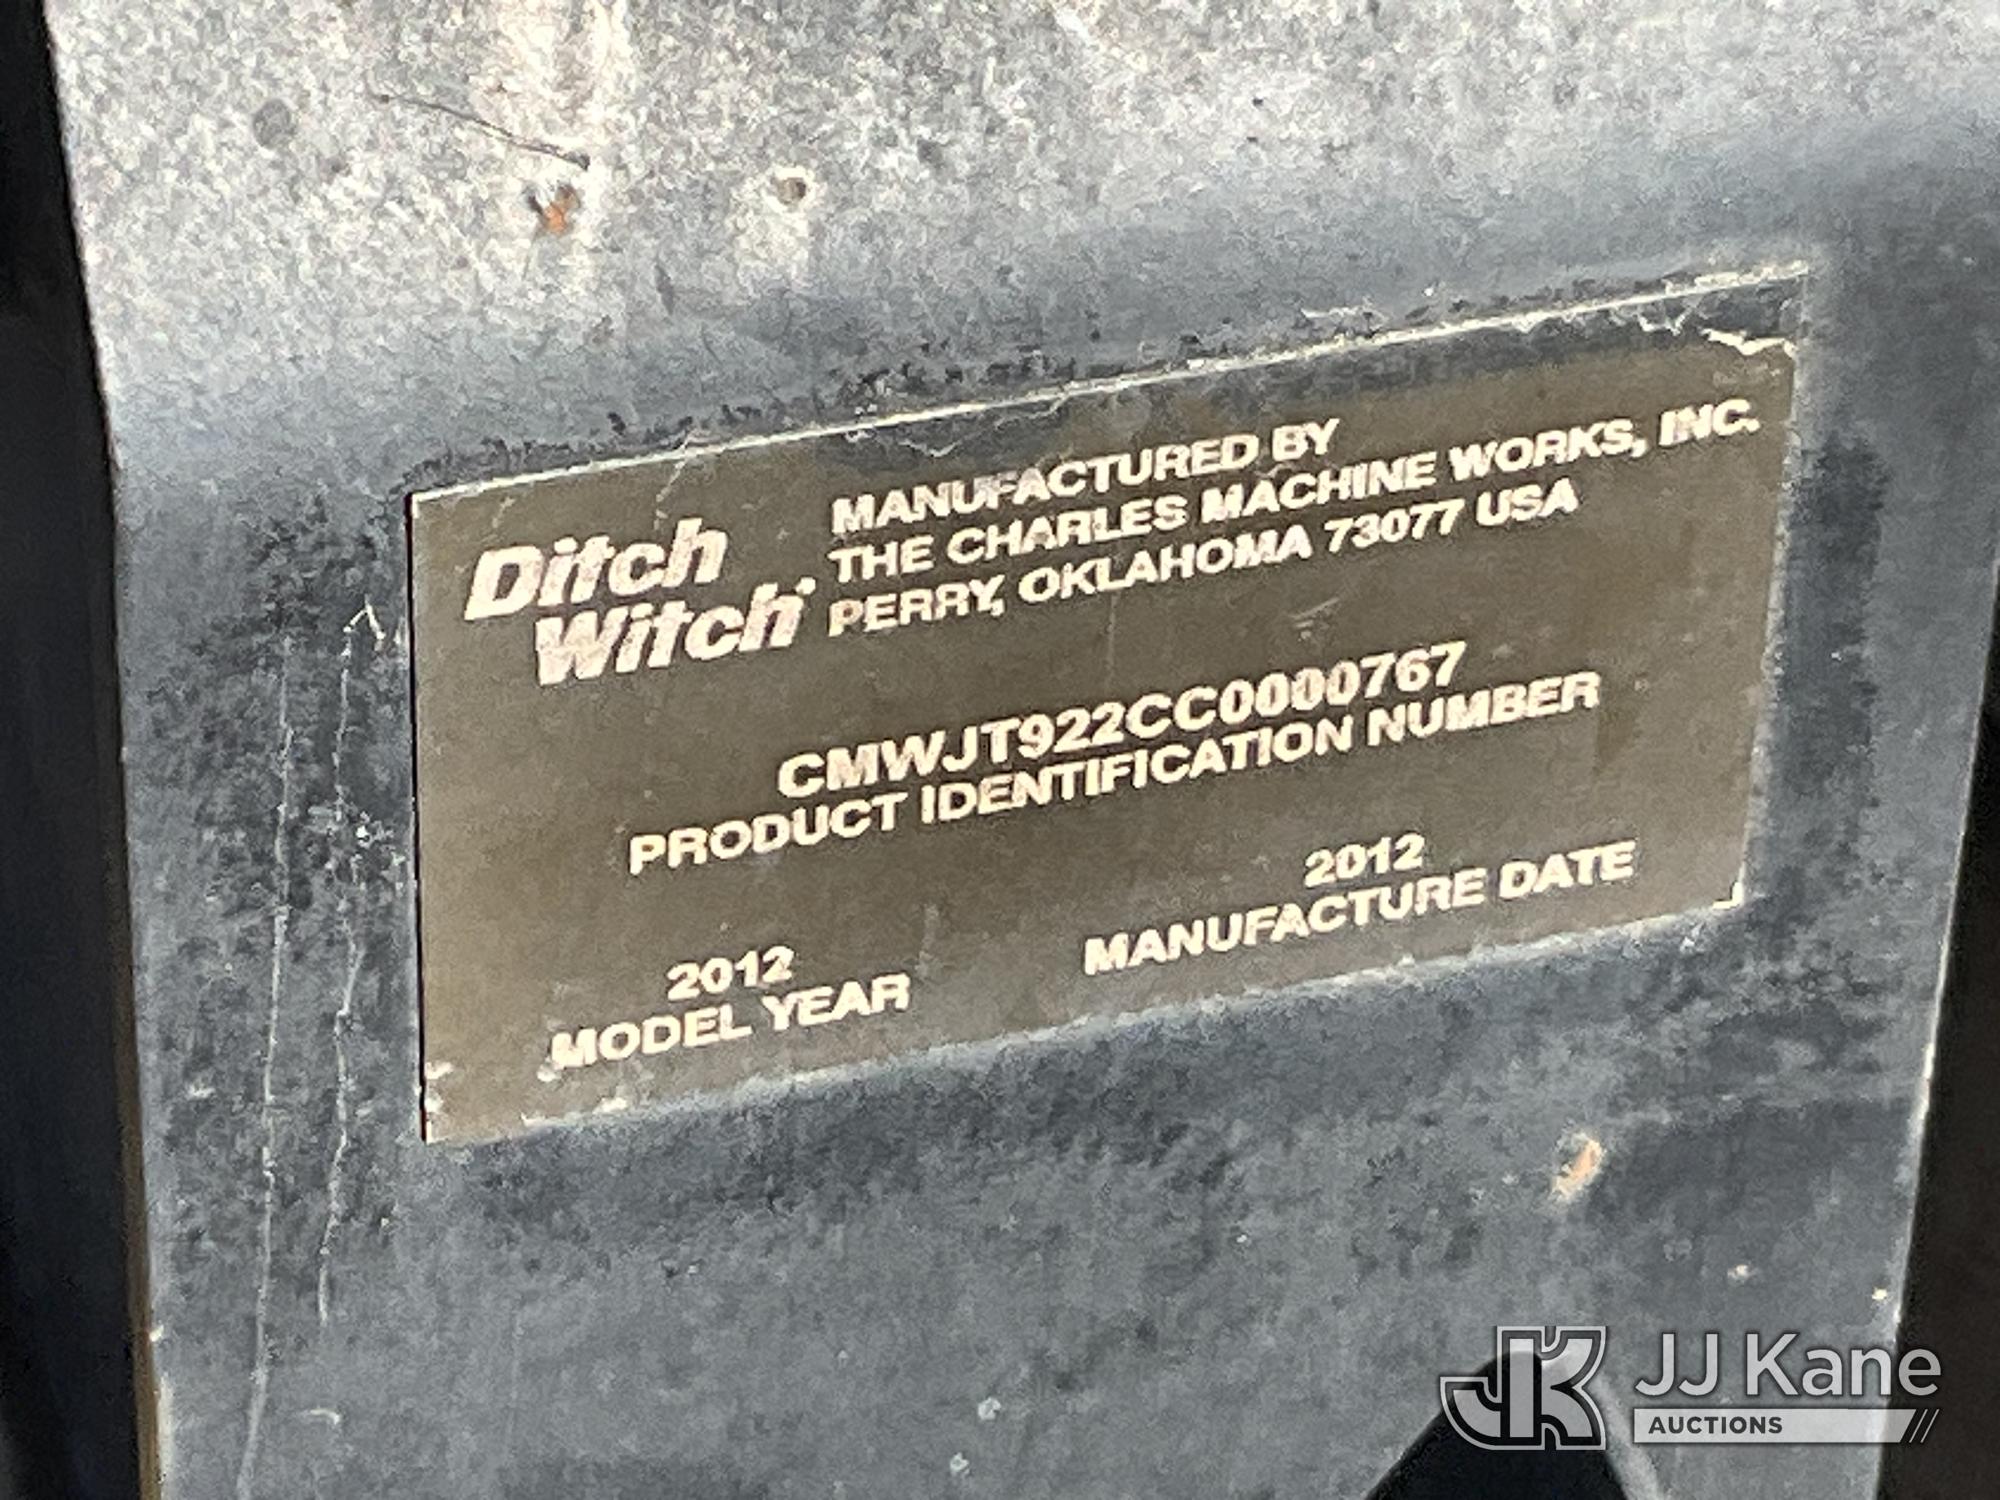 Ditch
Witch
MANUFACTURED BY
THE CHARLES MACHINE WORKS, INC.
PERRY, OKLAHOMA 73077 USA
CMWJT922CC0000767
PRODUCT IDENTIFICATION NUMBER
2012
MODEL YEAR
2012
MANUFACTURE DATE
JK JJ Kane
AUCTIONS